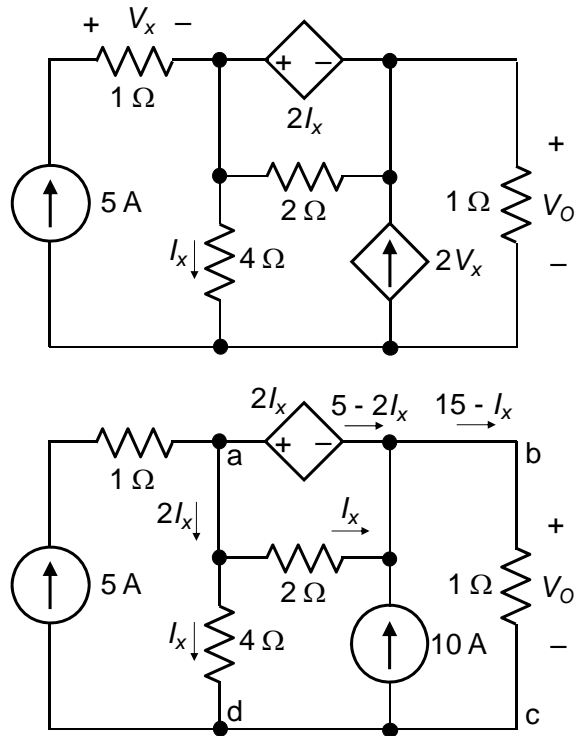 + Vx –
1 Ω
+ –
2Ix
+
5 A
2 Ω
1 Ω
VO
Ix
4 Ω
2Vx
–
2Ix
5 - 2Ix
15 - Ix
+ –
a
b
1 Ω
2Ix
Ix
+
5 A
2 Ω
1 Ω
VO
Ix
4 Ω
10 A
–
d
c